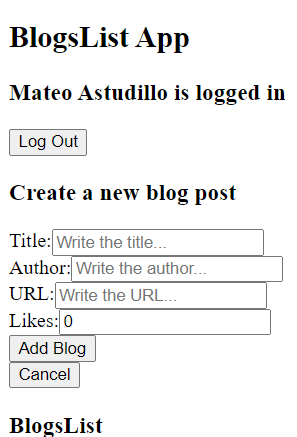 BlogsList App
Mateo Astudillo is logged in
Log Out
Create a new blog post
Title: Write the title...
Author: Write the author...
URL: Write the URL...
Likes: 0
Add Blog
Cancel
BlogsList